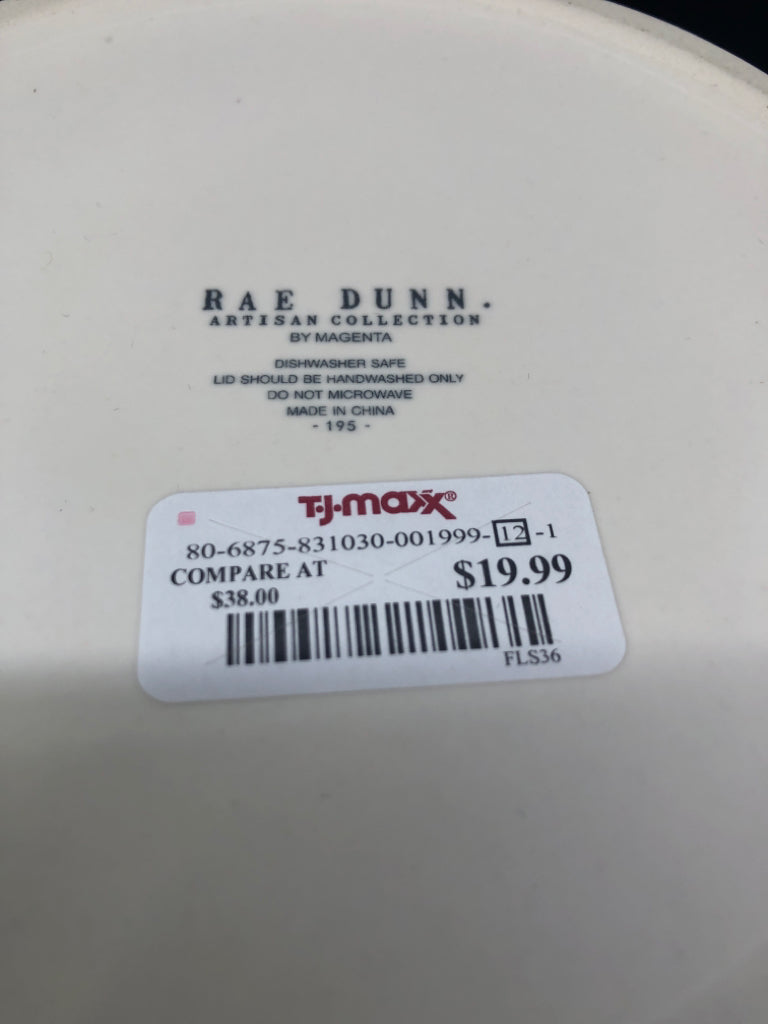 RAE DUNN.
ARTISAN COLLECTION
BY MAGENTA
DISHWASHER SAFE
LID SHOULD BE HANDWASHED ONLY
DO NOT MICROWAVE
MADE IN CHINA
- 195 -
T·J·maxx®
80-6875-831030-001999-12-1
COMPARE AT $19.99
$38.00
FLS36